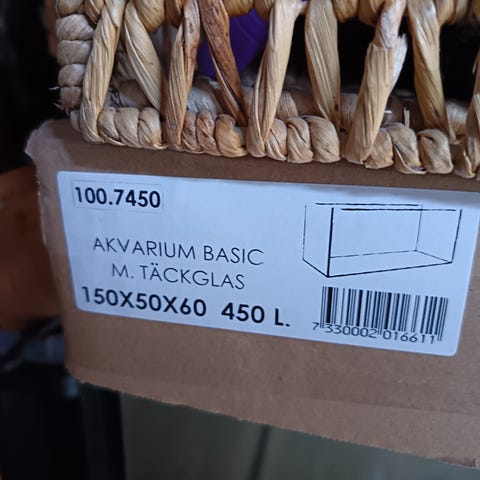 100.7450
AKVARIUM BASIC
M. TÄCKGLAS
150X50X60 450 L.
7 330002 016611